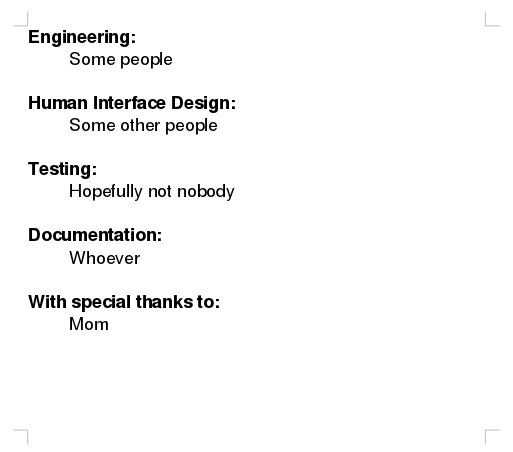 Engineering:
Some people
Human Interface Design:
Some other people
Testing:
Hopefully not nobody
Documentation:
Whoever
With special thanks to:
Mom